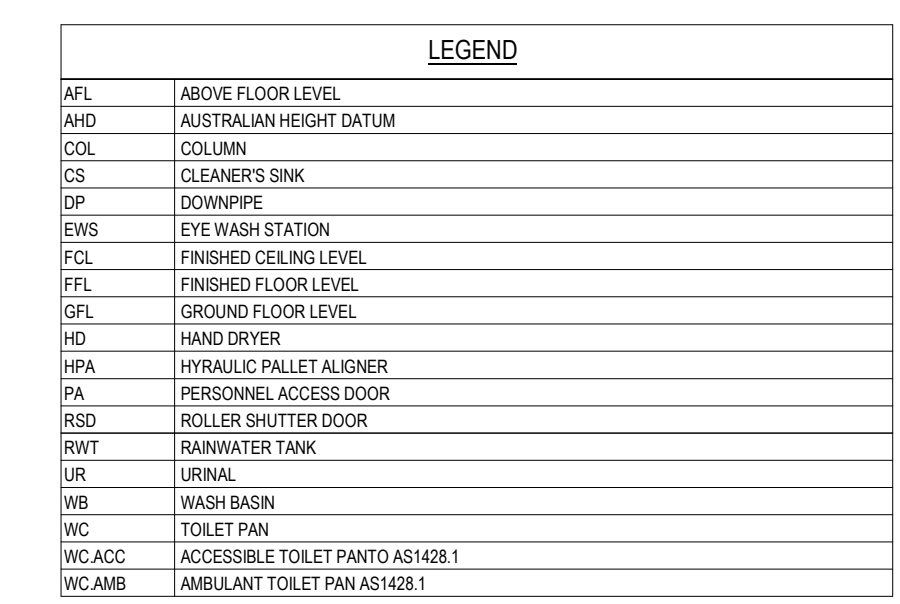 LEGEND
AFL ABOVE FLOOR LEVEL
AHD AUSTRALIAN HEIGHT DATUM
COL COLUMN
CS CLEANER'S SINK
DP DOWNPIPE
EWS EYE WASH STATION
FCL FINISHED CEILING LEVEL
FFL FINISHED FLOOR LEVEL
GFL GROUND FLOOR LEVEL
HD HAND DRYER
HPA HYRAULIC PALLET ALIGNER
PA PERSONNEL ACCESS DOOR
RSD ROLLER SHUTTER DOOR
RWT RAINWATER TANK
UR URINAL
WB WASH BASIN
WC TOILET PAN
WC.ACC ACCESSIBLE TOILET PANTO AS1428.1
WC.AMB AMBULANT TOILET PAN AS1428.1